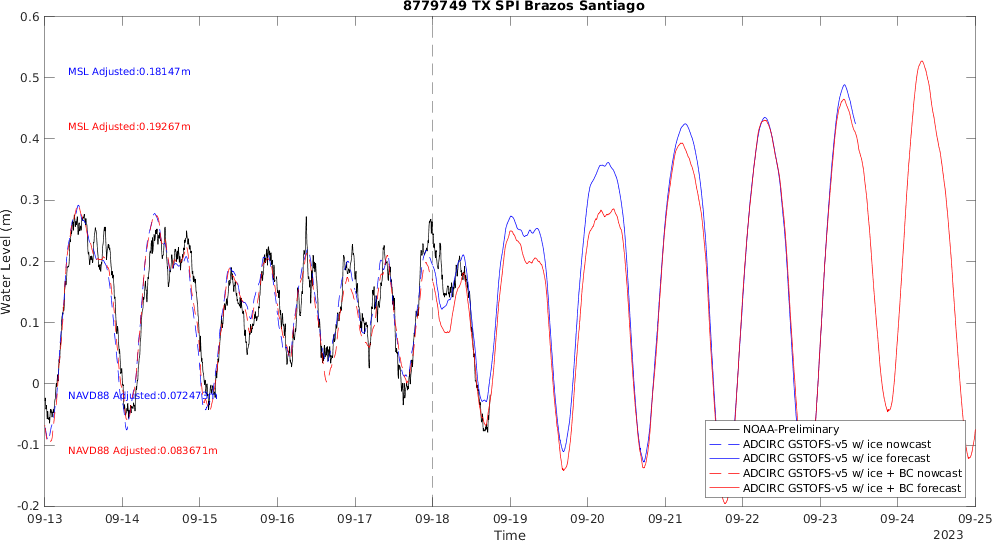 8779749 TX SPI Brazos Santiago
0.6
0.5
0.4
0.3
0.2
0.1
0
-0.1
-0.2
Water Level (m)
MSL Adjusted:0.18147m
MSL Adjusted:0.19267m
NAVD88 Adjusted:0.072470m
NAVD88 Adjusted:0.083671m
NOAA-Preliminary
ADCIRC GSTOFS-v5 w/ ice nowcast
ADCIRC GSTOFS-v5 w/ ice forecast
ADCIRC GSTOFS-v5 w/ ice + BC nowcast
ADCIRC GSTOFS-v5 w/ ice + BC forecast
09-13 09-14 09-15 09-16 09-17 09-18 09-19 09-20 09-21 09-22 09-23 09-24 09-25
Time
2023